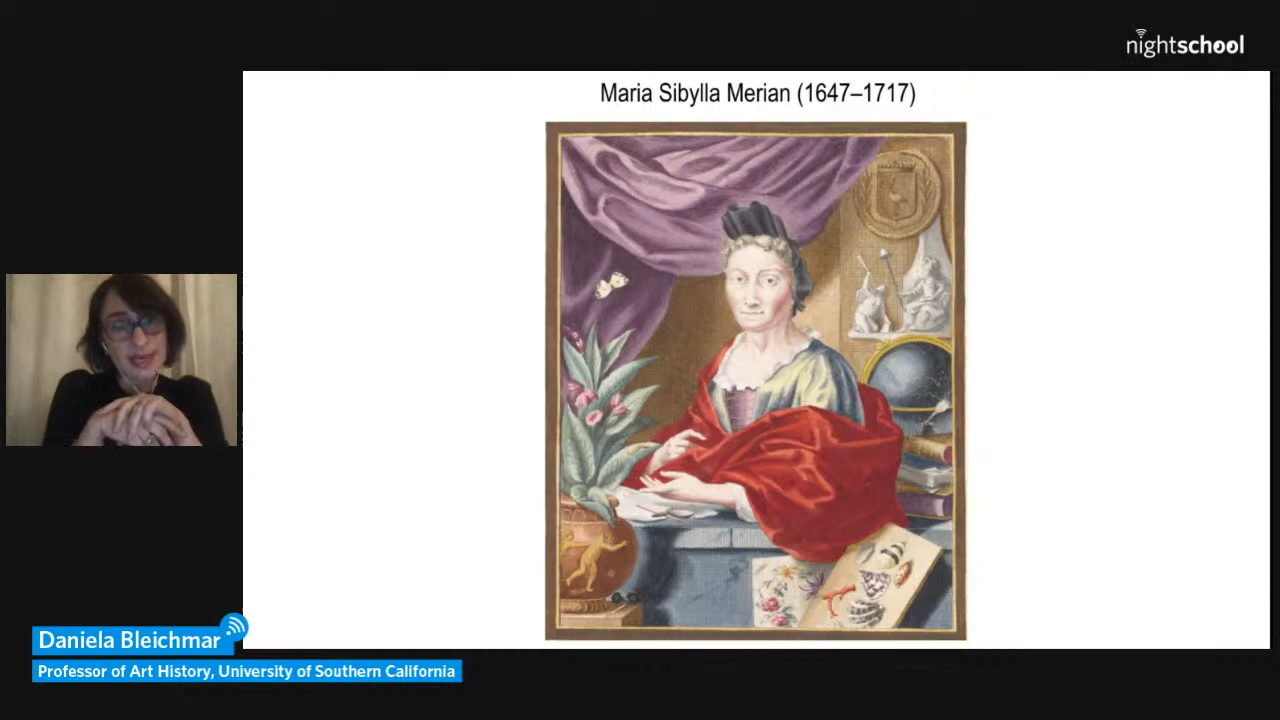 nightschool
Maria Sibylla Merian (1647–1717)
Daniela Bleichmar
Professor of Art History, University of Southern California